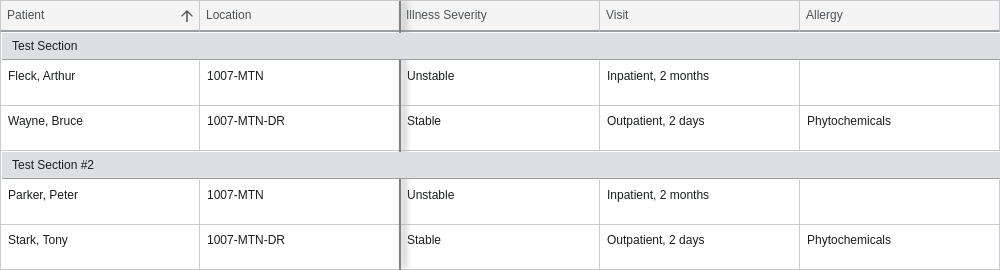 Patient Location Illness Severity Visit Allergy
Test Section
Fleck, Arthur 1007-MTN Unstable Inpatient, 2 months
Wayne, Bruce 1007-MTN-DR Stable Outpatient, 2 days Phytochemicals
Test Section #2
Parker, Peter 1007-MTN Unstable Inpatient, 2 months
Stark, Tony 1007-MTN-DR Stable Outpatient, 2 days Phytochemicals